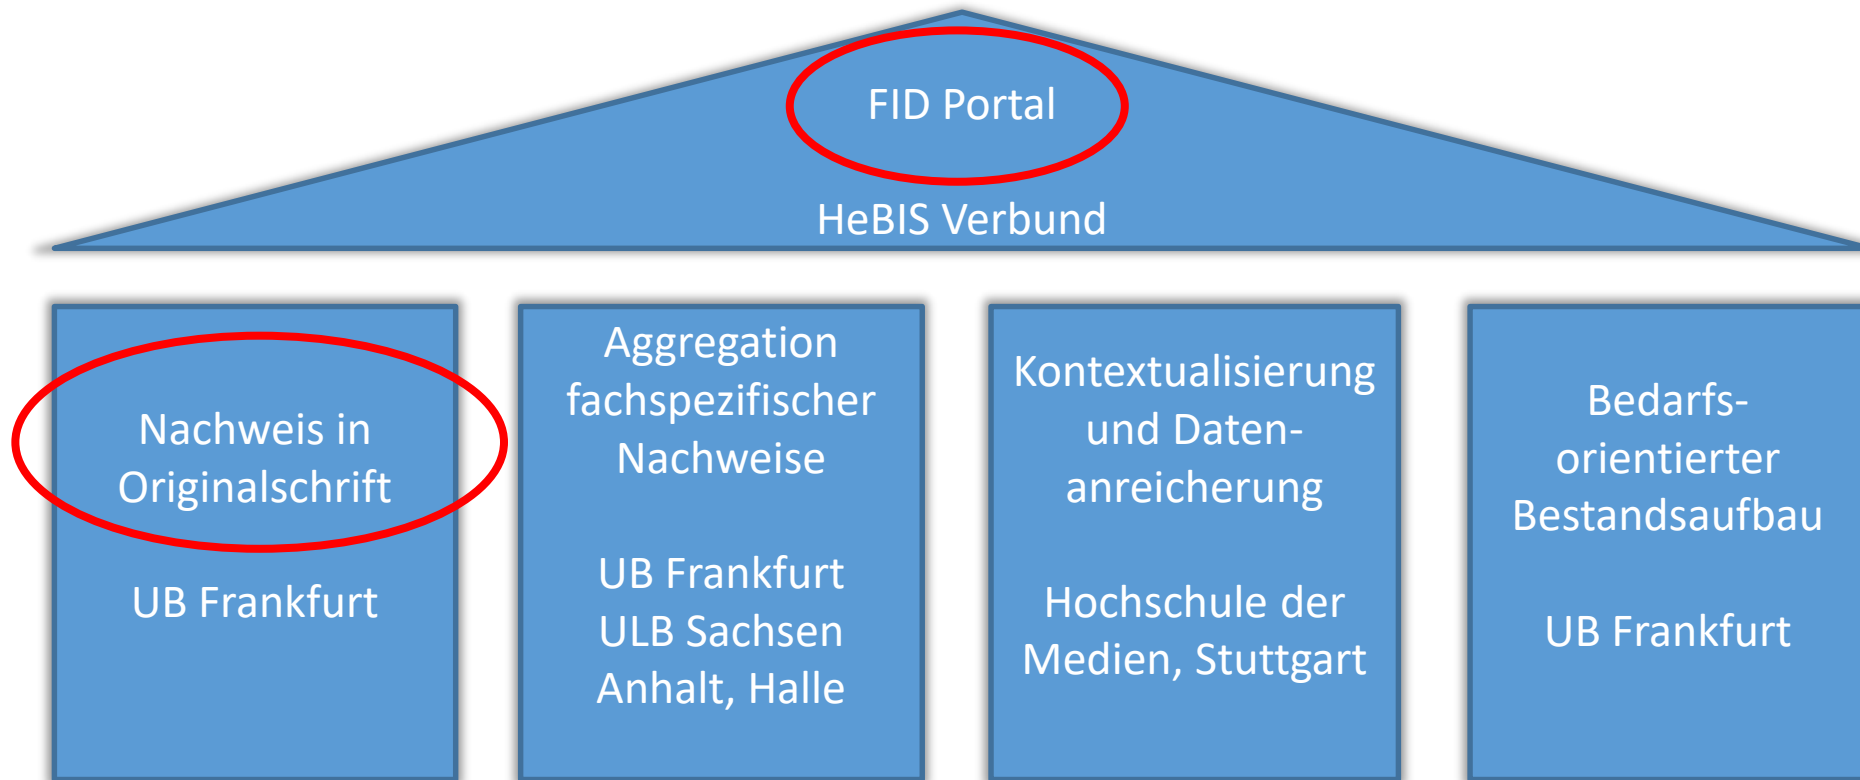 FID Portal
HeBIS Verbund
Nachweis in
Originalschrift
UB Frankfurt
Aggregation
fachspezifischer
Nachweise
UB Frankfurt
ULB Sachsen
Anhalt, Halle
Kontextualisierung
und Daten-
anreicherung
Hochschule der
Medien, Stuttgart
Bedarfs-
orientierter
Bestandsaufbau
UB Frankfurt